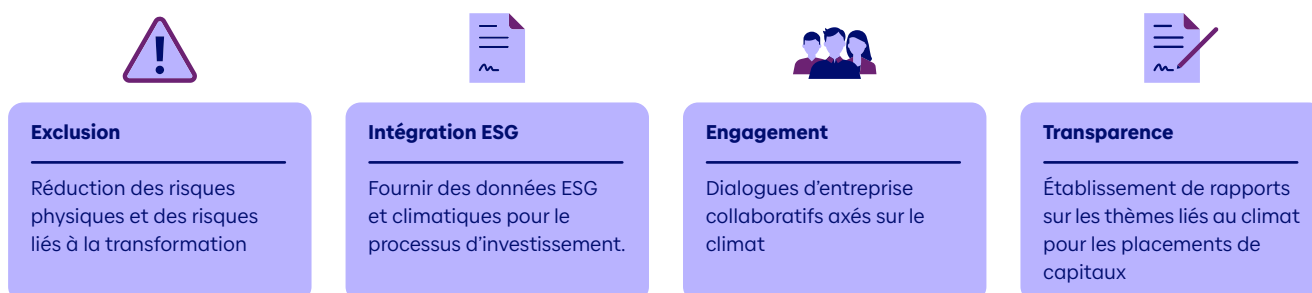 Exclusion
Réduction des risques
physiques et des risques
liés à la transformation
Intégration ESG
Fournir des données ESG
et climatiques pour le
processus d’investissement.
Engagement
Dialogues d’entreprise
collaboratifs axés sur le
climat
Transparence
Établissement de rapports
sur les thèmes liés au climat
pour les placements de
capitaux